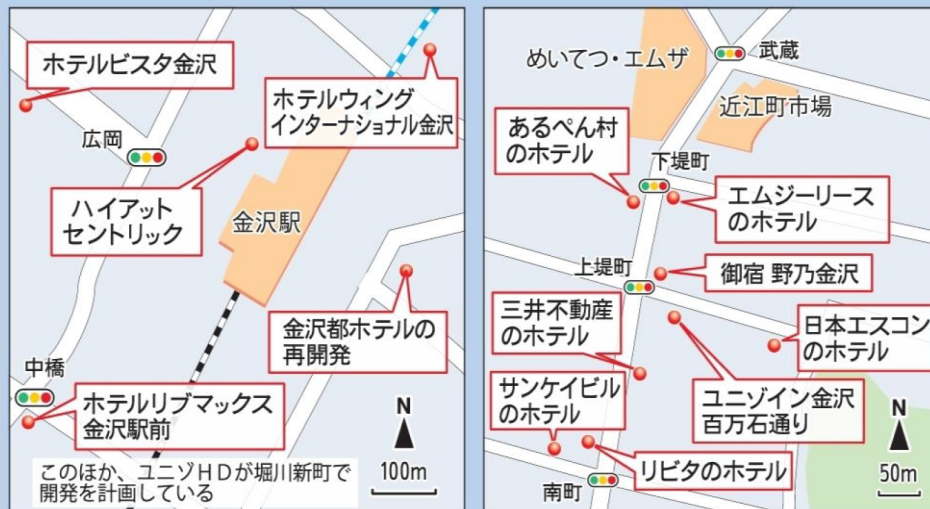 ホテルビスタ金沢
ホテルウィング
インターナショナル金沢
広岡
ハイアット
セントリック
金沢駅
金沢都ホテルの
再開発
中橋
ホテルリブマックス
金沢駅前
このほか、ユニゾHDが堀川新町で
開発を計画している
N
100m
めいてつ・エムザ
武蔵
近江町市場
あるぺん村
のホテル
下堤町
エムジーリース
のホテル
上堤町
御宿 野乃金沢
三井不動産
のホテル
日本エスコン
のホテル
サンケイビル
のホテル
ユニゾイン金沢
百万石通り
リビタのホテル
南町
N
50m